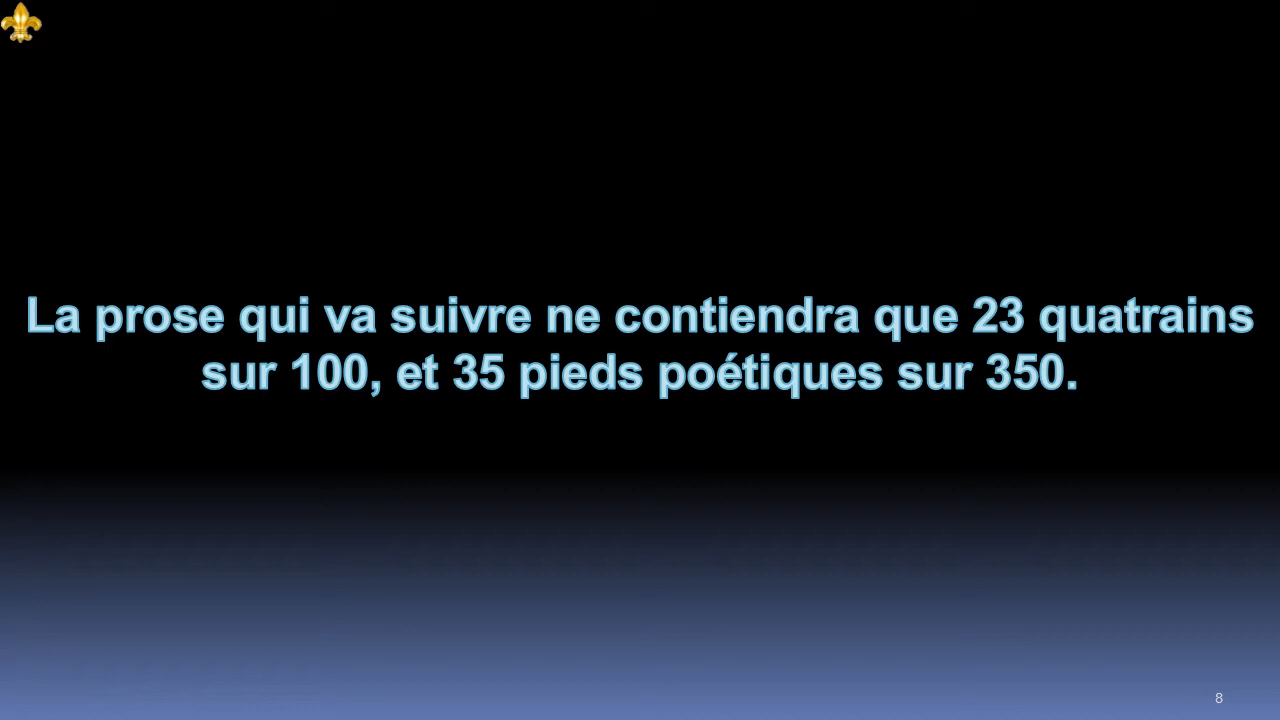 La prose qui va suivre ne contiendra que 23 quatrains
sur 100, et 35 pieds poétiques sur 350.
8